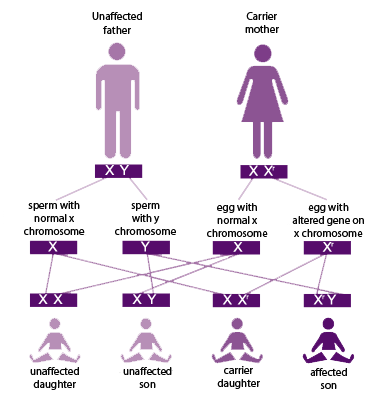 Unaffected
father
Carrier
mother
X Y
X Xʳ
sperm with
normal x
chromosome
sperm
with y
chromosome
egg with
normal x
chromosome
egg with
altered gene on
x chromosome
X
Y
X
Xʳ
X X
X Y
X Xʳ
Xʳ Y
unaffected
daughter
unaffected
son
carrier
daughter
affected
son